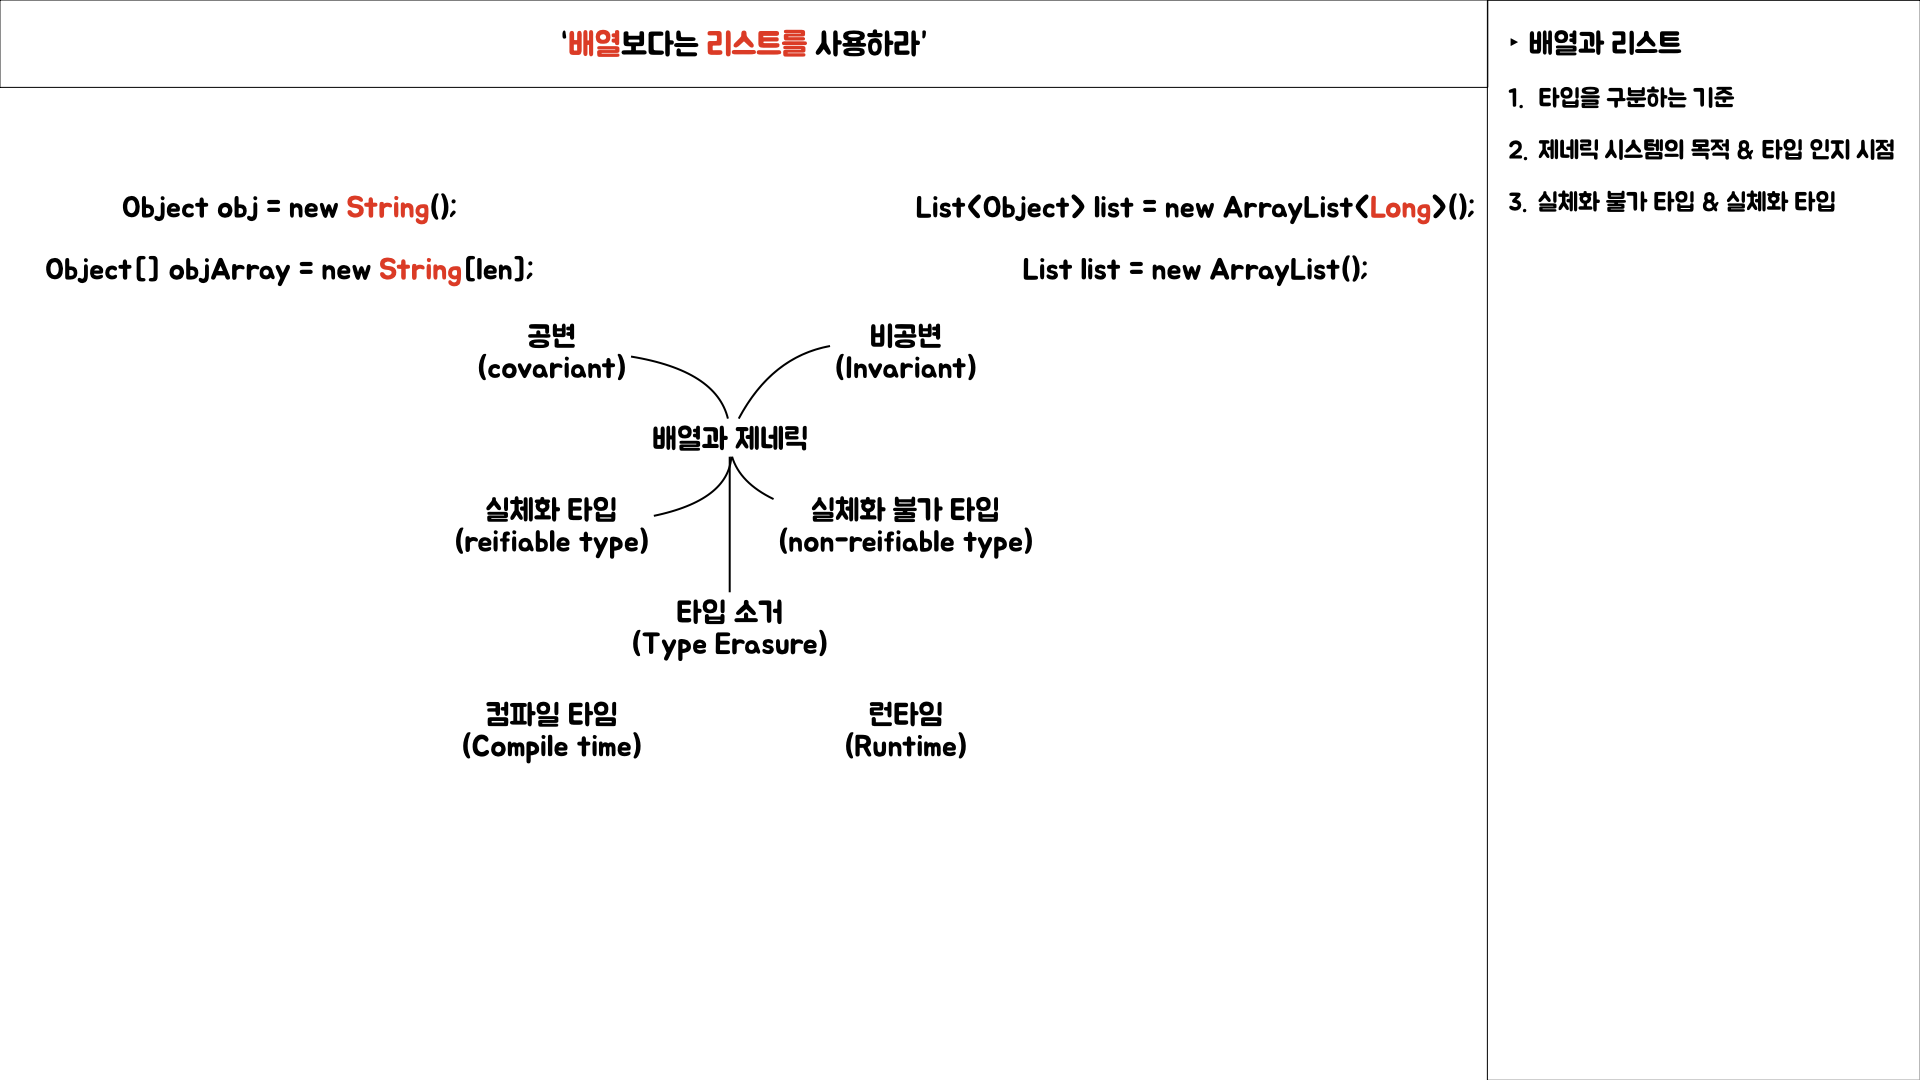 ‘배열보다는 리스트를 사용하라’
Object obj = new String();
Object[] objArray = new String[len];
List<Object> list = new ArrayList<Long>();
List list = new ArrayList();
공변
(covariant)
비공변
(Invariant)
배열과 제네릭
실체화 타입
(reifiable type)
실체화 불가 타입
(non-reifiable type)
타입 소거
(Type Erasure)
컴파일 타임
(Compile time)
런타임
(Runtime)
▸ 배열과 리스트
1. 타입을 구분하는 기준
2. 제네릭 시스템의 목적 & 타입 인지 시점
3. 실체화 불가 타입 & 실체화 타입